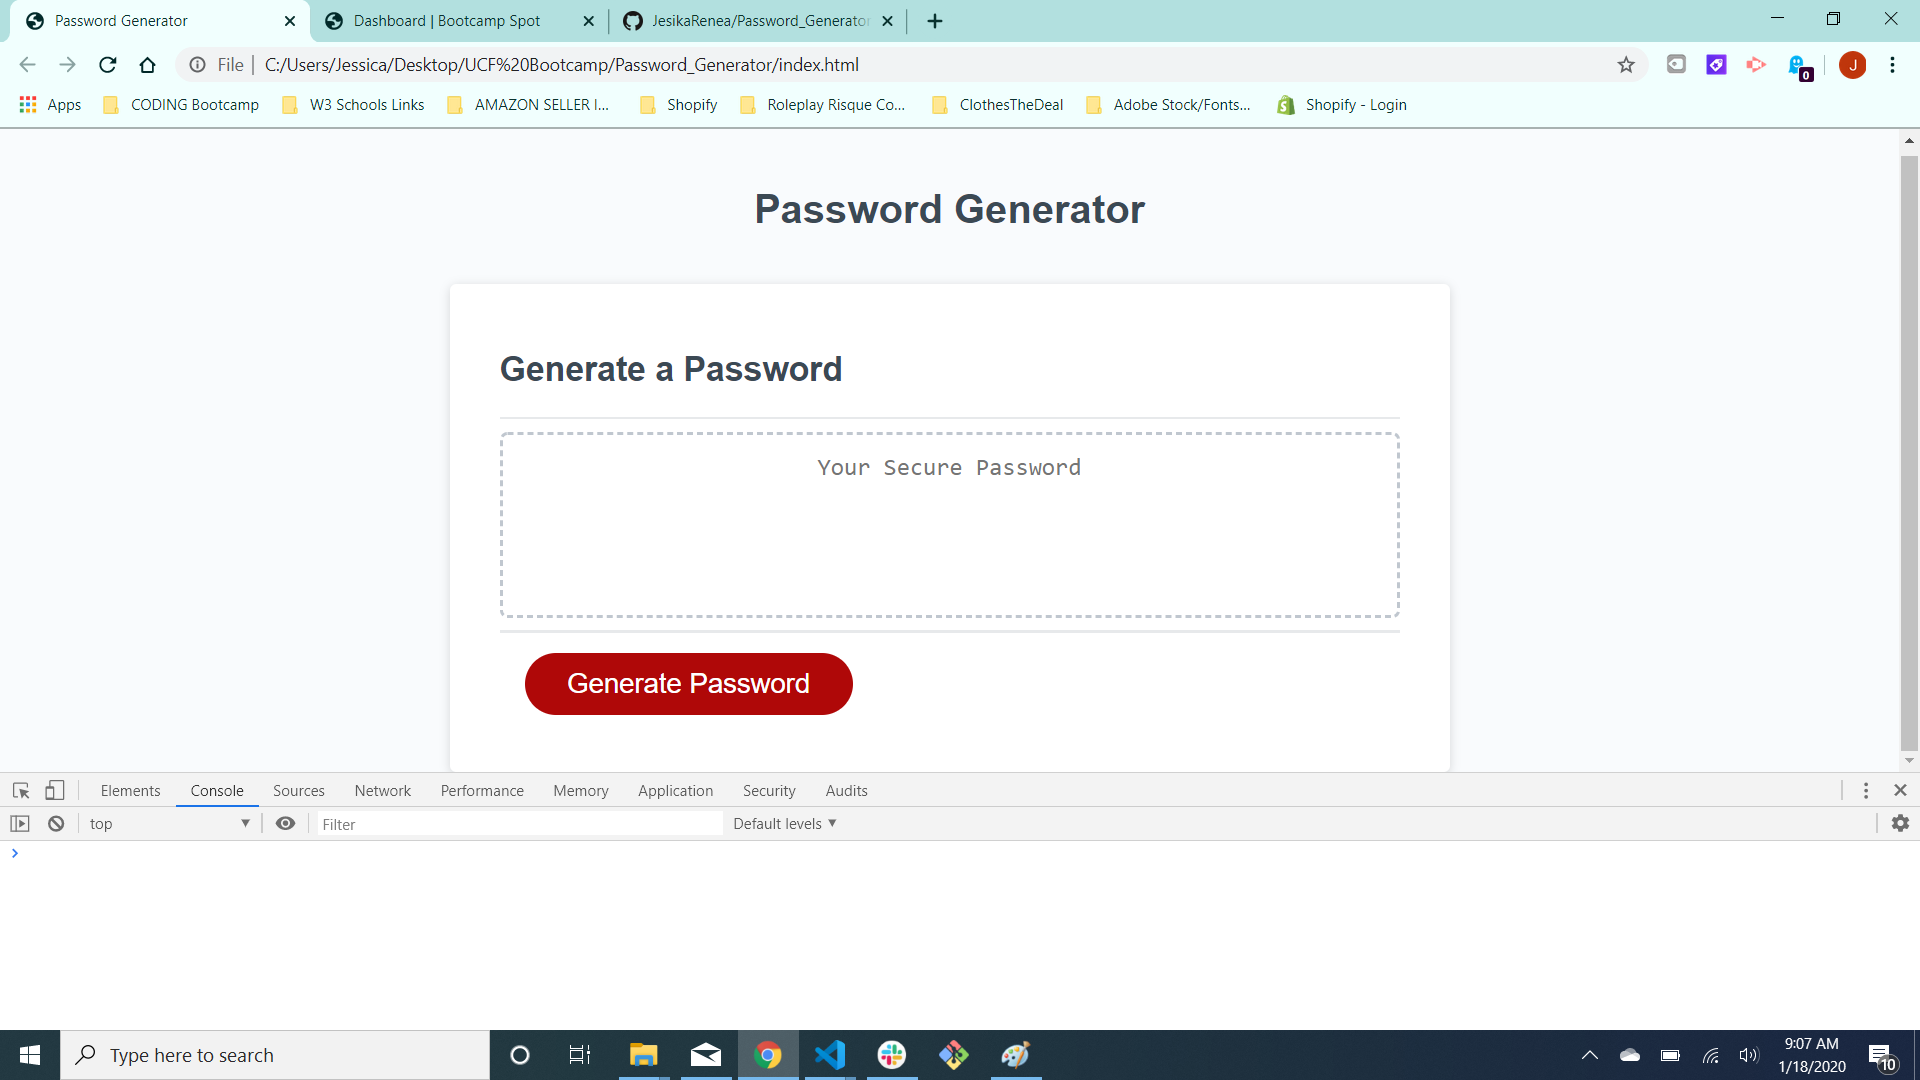 Password Generator
Dashboard | Bootcamp Spot
JesikaRenea/Password_Generator
File
C:/Users/Jessica/Desktop/UCF%20Bootcamp/Password_Generator/index.html
0
J
Apps
CODING Bootcamp
W3 Schools Links
AMAZON SELLER I...
Shopify
Roleplay Risque Co...
ClothesTheDeal
Adobe Stock/Fonts...
Shopify - Login
Password Generator
Generate a Password
Your Secure Password
Generate Password
Elements
Console
Sources
Network
Performance
Memory
Application
Security
Audits
top
Filter
Default levels
Type here to search
9:07 AM
1/18/2020
10